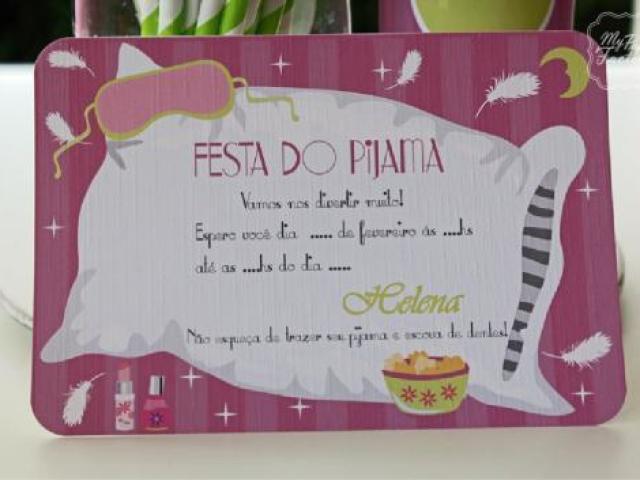 FESTA DO PIJAMA
Vamos nos divertir muito!
Espero você dia ..... de fevereiro às ....hs
até as ....hs do dia .....
Helena
Não esqueça de trazer seu pijama e escova de dentes!